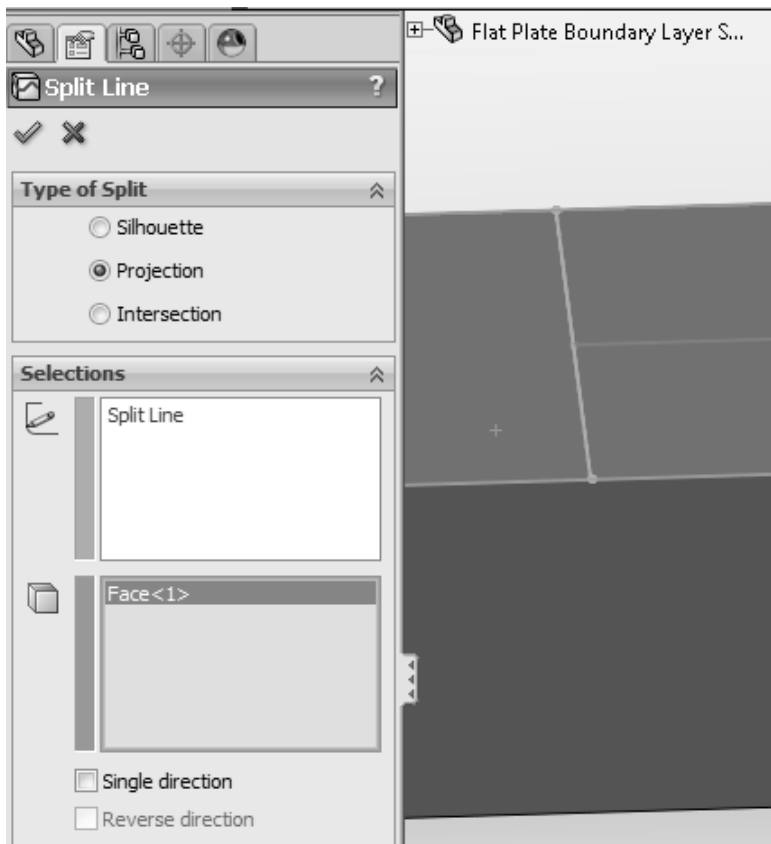 Flat Plate Boundary Layer S...
Split Line ?
Type of Split
Silhouette
Projection
Intersection
Selections
Split Line
Face<1>
Single direction
Reverse direction